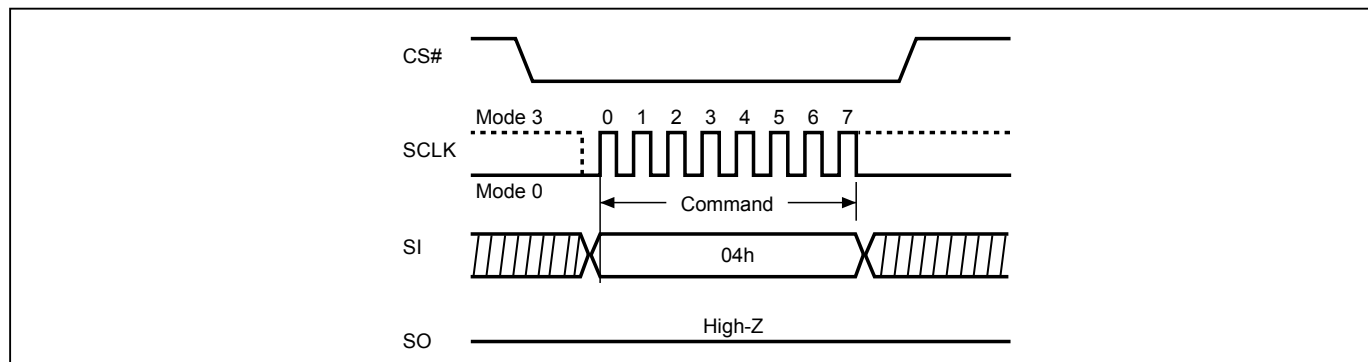 CS#
Mode 3
0 1 2 3 4 5 6 7
SCLK
Mode 0
Command
SI
04h
High-Z
SO